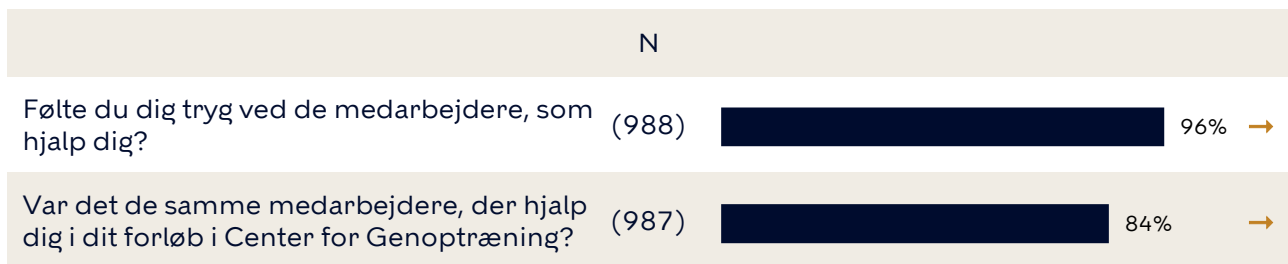 N
Følte du dig tryg ved de medarbejdere, som
hjalp dig?
(988)
96%
→
Var det de samme medarbejdere, der hjalp
dig i dit forløb i Center for Genoptræning?
(987)
84%
→